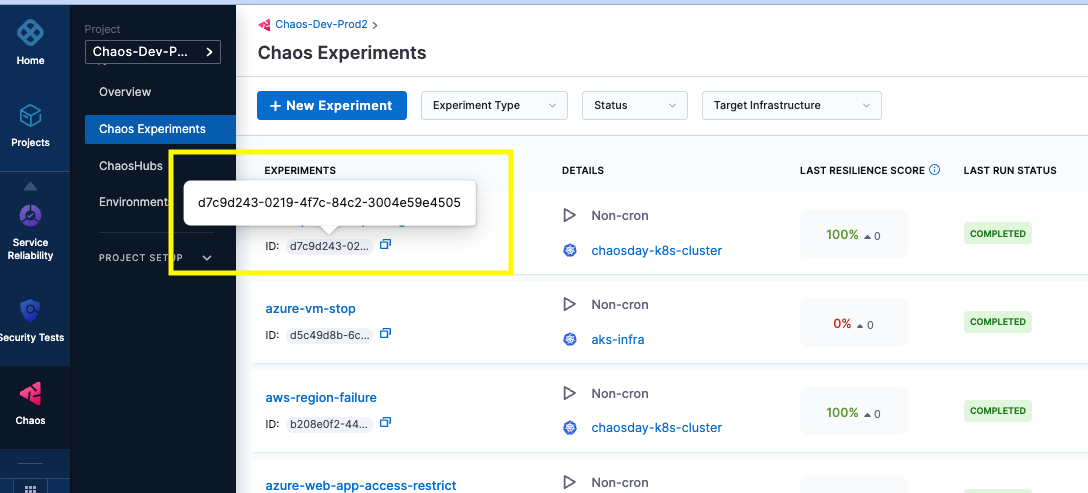 Home
Projects
Service
Reliability
Security Tests
Chaos
Project
Chaos-Dev-P...
Overview
Chaos Experiments
ChaosHubs
Environments
PROJECT SETUP
Chaos-Dev-Prod2
Chaos Experiments
+ New Experiment
Experiment Type
Status
Target Infrastructure
EXPERIMENTS DETAILS LAST RESILIENCE SCORE LAST RUN STATUS
d7c9d243-0219-4f7c-84c2-3004e59e4505
ID: d7c9d243-02...
Non-cron
chaosday-k8s-cluster
100% 0
COMPLETED
azure-vm-stop
ID: d5c49d8b-6c...
Non-cron
aks-infra
0% 0
COMPLETED
aws-region-failure
ID: b208e0f2-44...
Non-cron
chaosday-k8s-cluster
100% 0
COMPLETED
azure-web-app-access-restrict
Non-cron